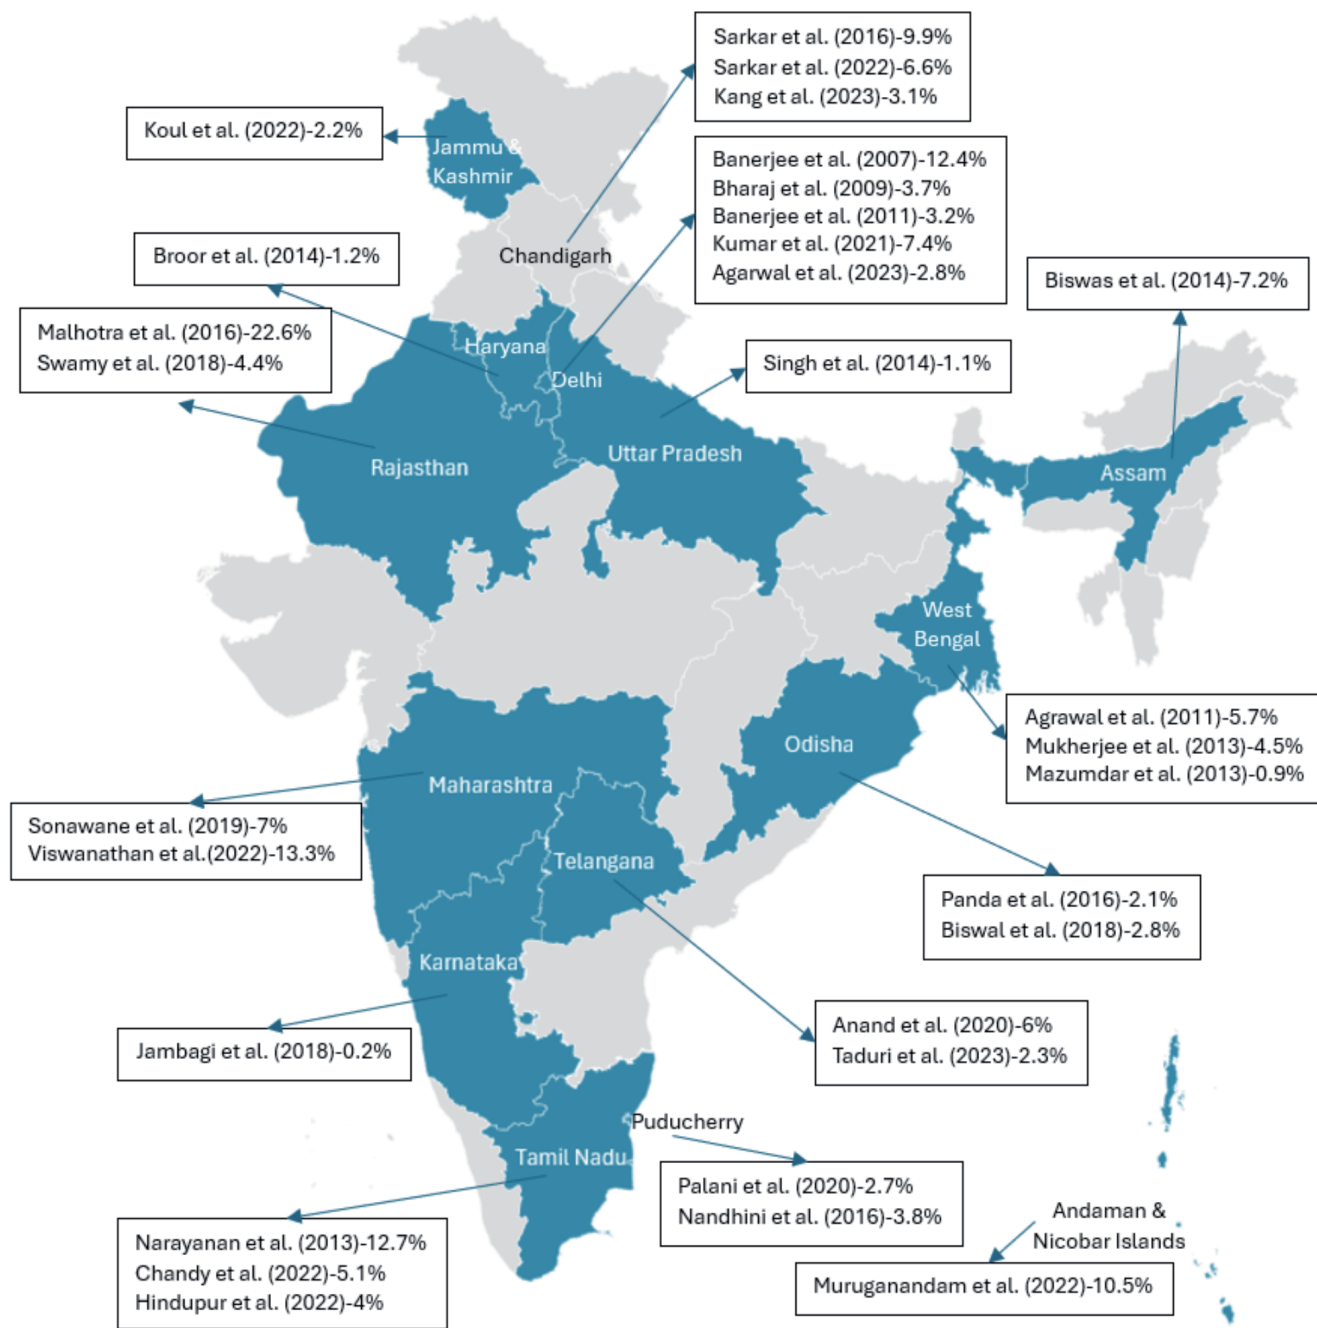 Sarkar et al. (2016)-9.9%
Sarkar et al. (2022)-6.6%
Kang et al. (2023)-3.1%
Koul et al. (2022)-2.2%
Jammu &
Kashmir
Banerjee et al. (2007)-12.4%
Bharaj et al. (2009)-3.7%
Banerjee et al. (2011)-3.2%
Kumar et al. (2021)-7.4%
Agarwal et al. (2023)-2.8%
Chandigarh
Broor et al. (2014)-1.2%
Biswas et al. (2014)-7.2%
Malhotra et al. (2016)-22.6%
Swamy et al. (2018)-4.4%
Haryana
Delhi
Singh et al. (2014)-1.1%
Rajasthan
Uttar Pradesh
Assam
West
Bengal
Agrawal et al. (2011)-5.7%
Mukherjee et al. (2013)-4.5%
Mazumdar et al. (2013)-0.9%
Odisha
Maharashtra
Sonawane et al. (2019)-7%
Viswanathan et al.(2022)-13.3%
Telangana
Panda et al. (2016)-2.1%
Biswal et al. (2018)-2.8%
Karnataka
Anand et al. (2020)-6%
Taduri et al. (2023)-2.3%
Jambagi et al. (2018)-0.2%
Puducherry
Tamil Nadu
Palani et al. (2020)-2.7%
Nandhini et al. (2016)-3.8%
Andaman &
Nicobar Islands
Narayanan et al. (2013)-12.7%
Chandy et al. (2022)-5.1%
Hindupur et al. (2022)-4%
Muruganandam et al. (2022)-10.5%